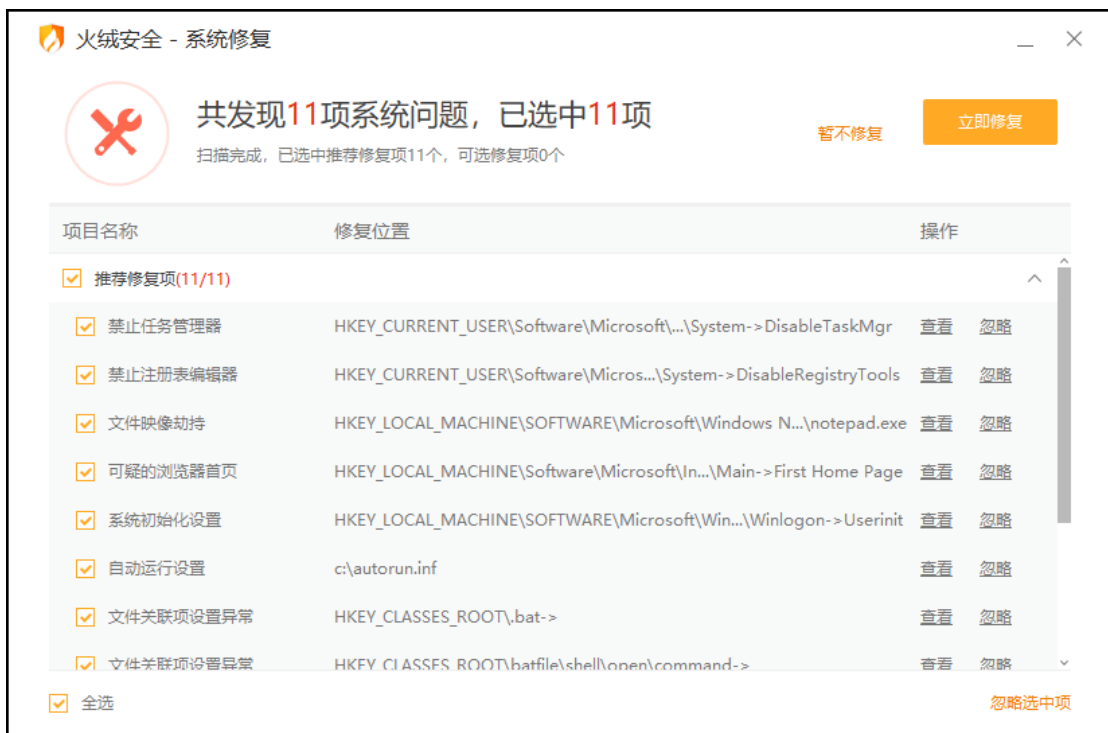 火绒安全 - 系统修复
共发现11项系统问题，已选中11项
扫描完成，已选中推荐修复项11个，可选修复项0个
暂不修复
立即修复
项目名称 修复位置 操作
推荐修复项(11/11)
禁止任务管理器 HKEY_CURRENT_USER\Software\Microsoft\...\System->DisableTaskMgr 查看 忽略
禁止注册表编辑器 HKEY_CURRENT_USER\Software\Micros...\System->DisableRegistryTools 查看 忽略
文件映像劫持 HKEY_LOCAL_MACHINE\SOFTWARE\Microsoft\Windows N...\notepad.exe 查看 忽略
可疑的浏览器首页 HKEY_LOCAL_MACHINE\Software\Microsoft\In...\Main->First Home Page 查看 忽略
系统初始化设置 HKEY_LOCAL_MACHINE\SOFTWARE\Microsoft\Win...\Winlogon->Userinit 查看 忽略
自动运行设置 c:\autorun.inf 查看 忽略
文件关联项设置异常 HKEY_CLASSES_ROOT\.bat-> 查看 忽略
文件关联项设置异常 HKEY_CLASSES_ROOT\batfile\shell\open\command-> 查看 忽略
全选 忽略选中项